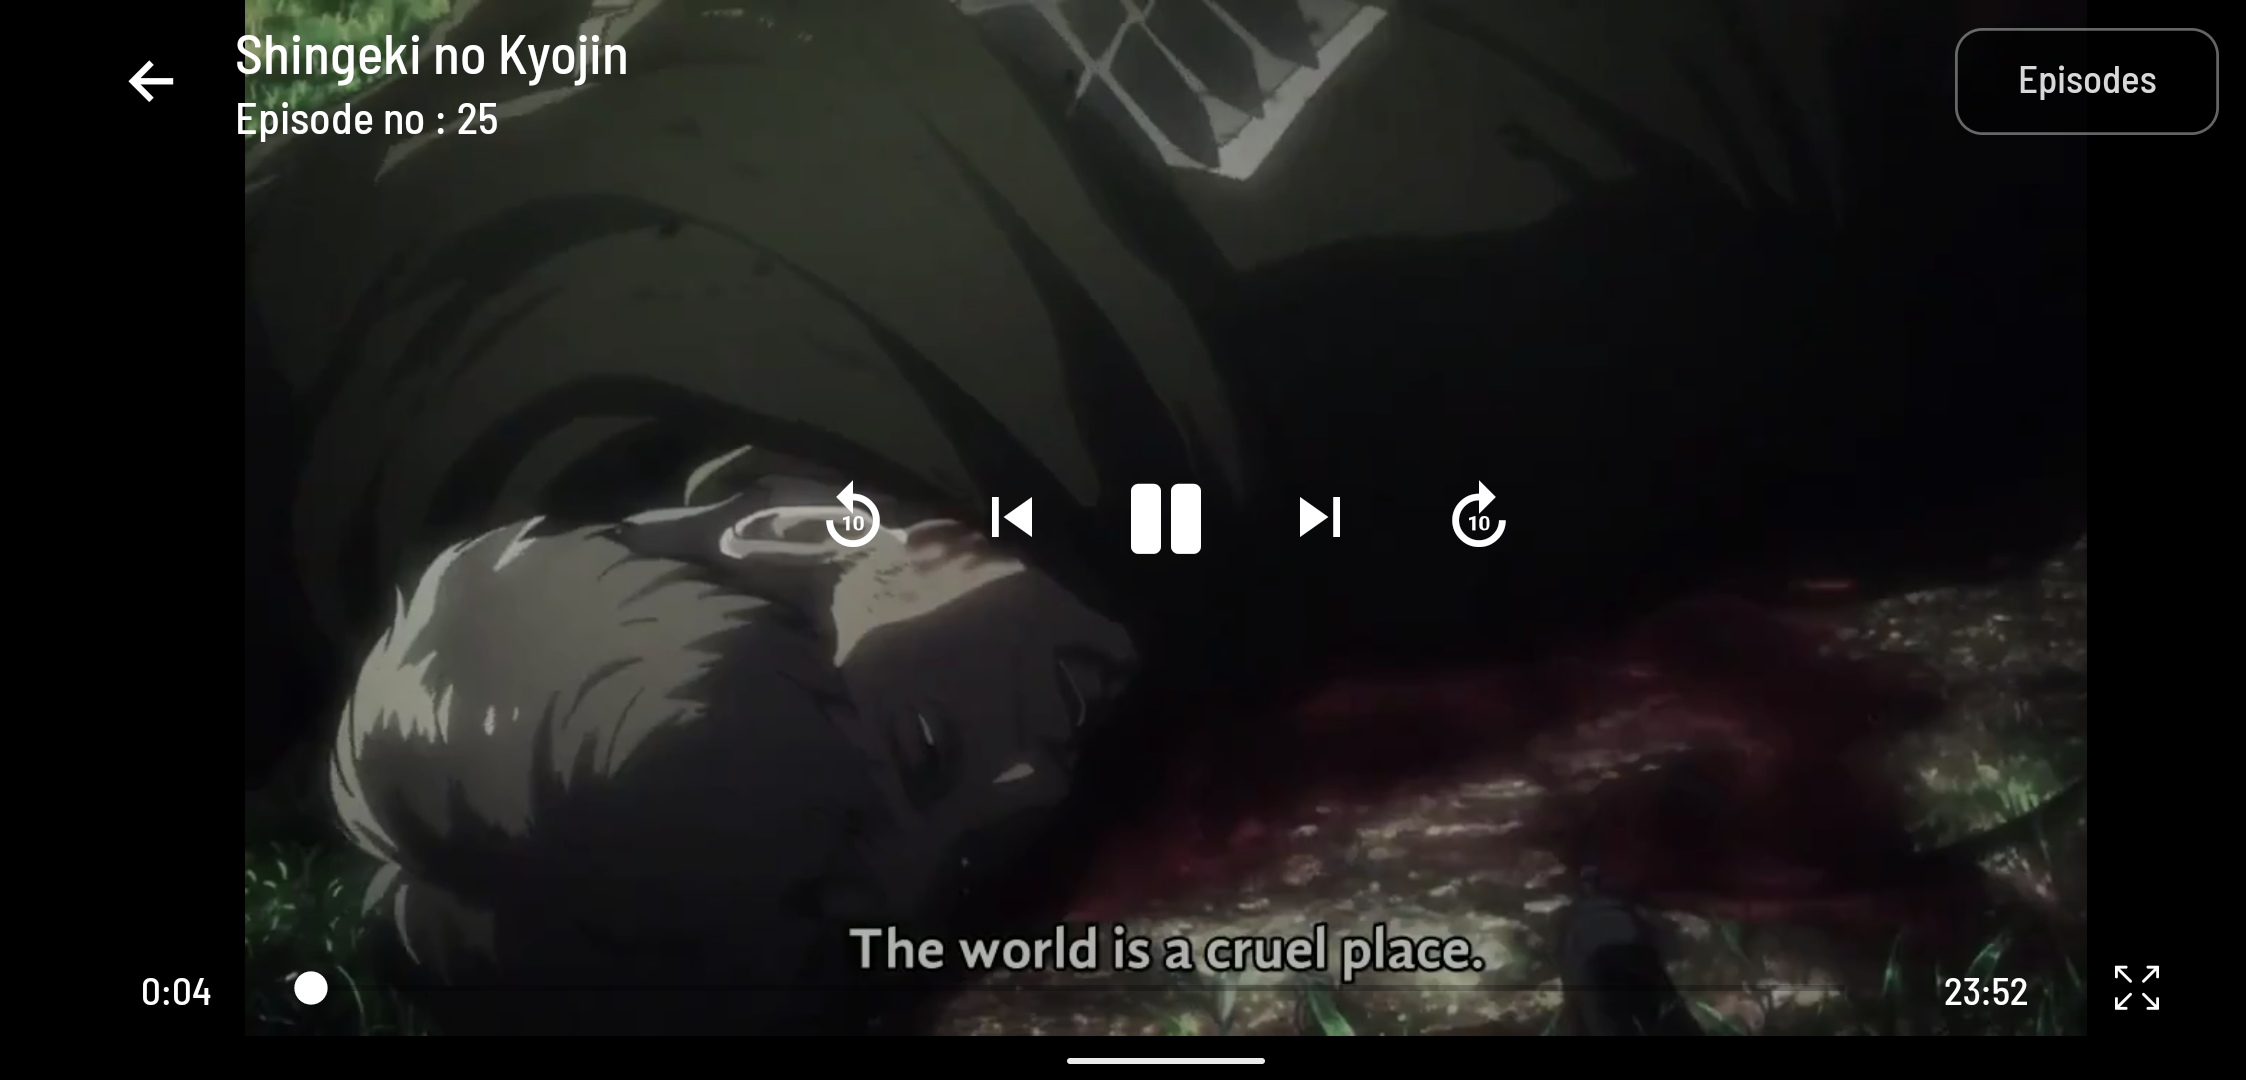 Shingeki no Kyojin
Episode no : 25
Episodes
10
10
The world is a cruel place.
0:04
23:52